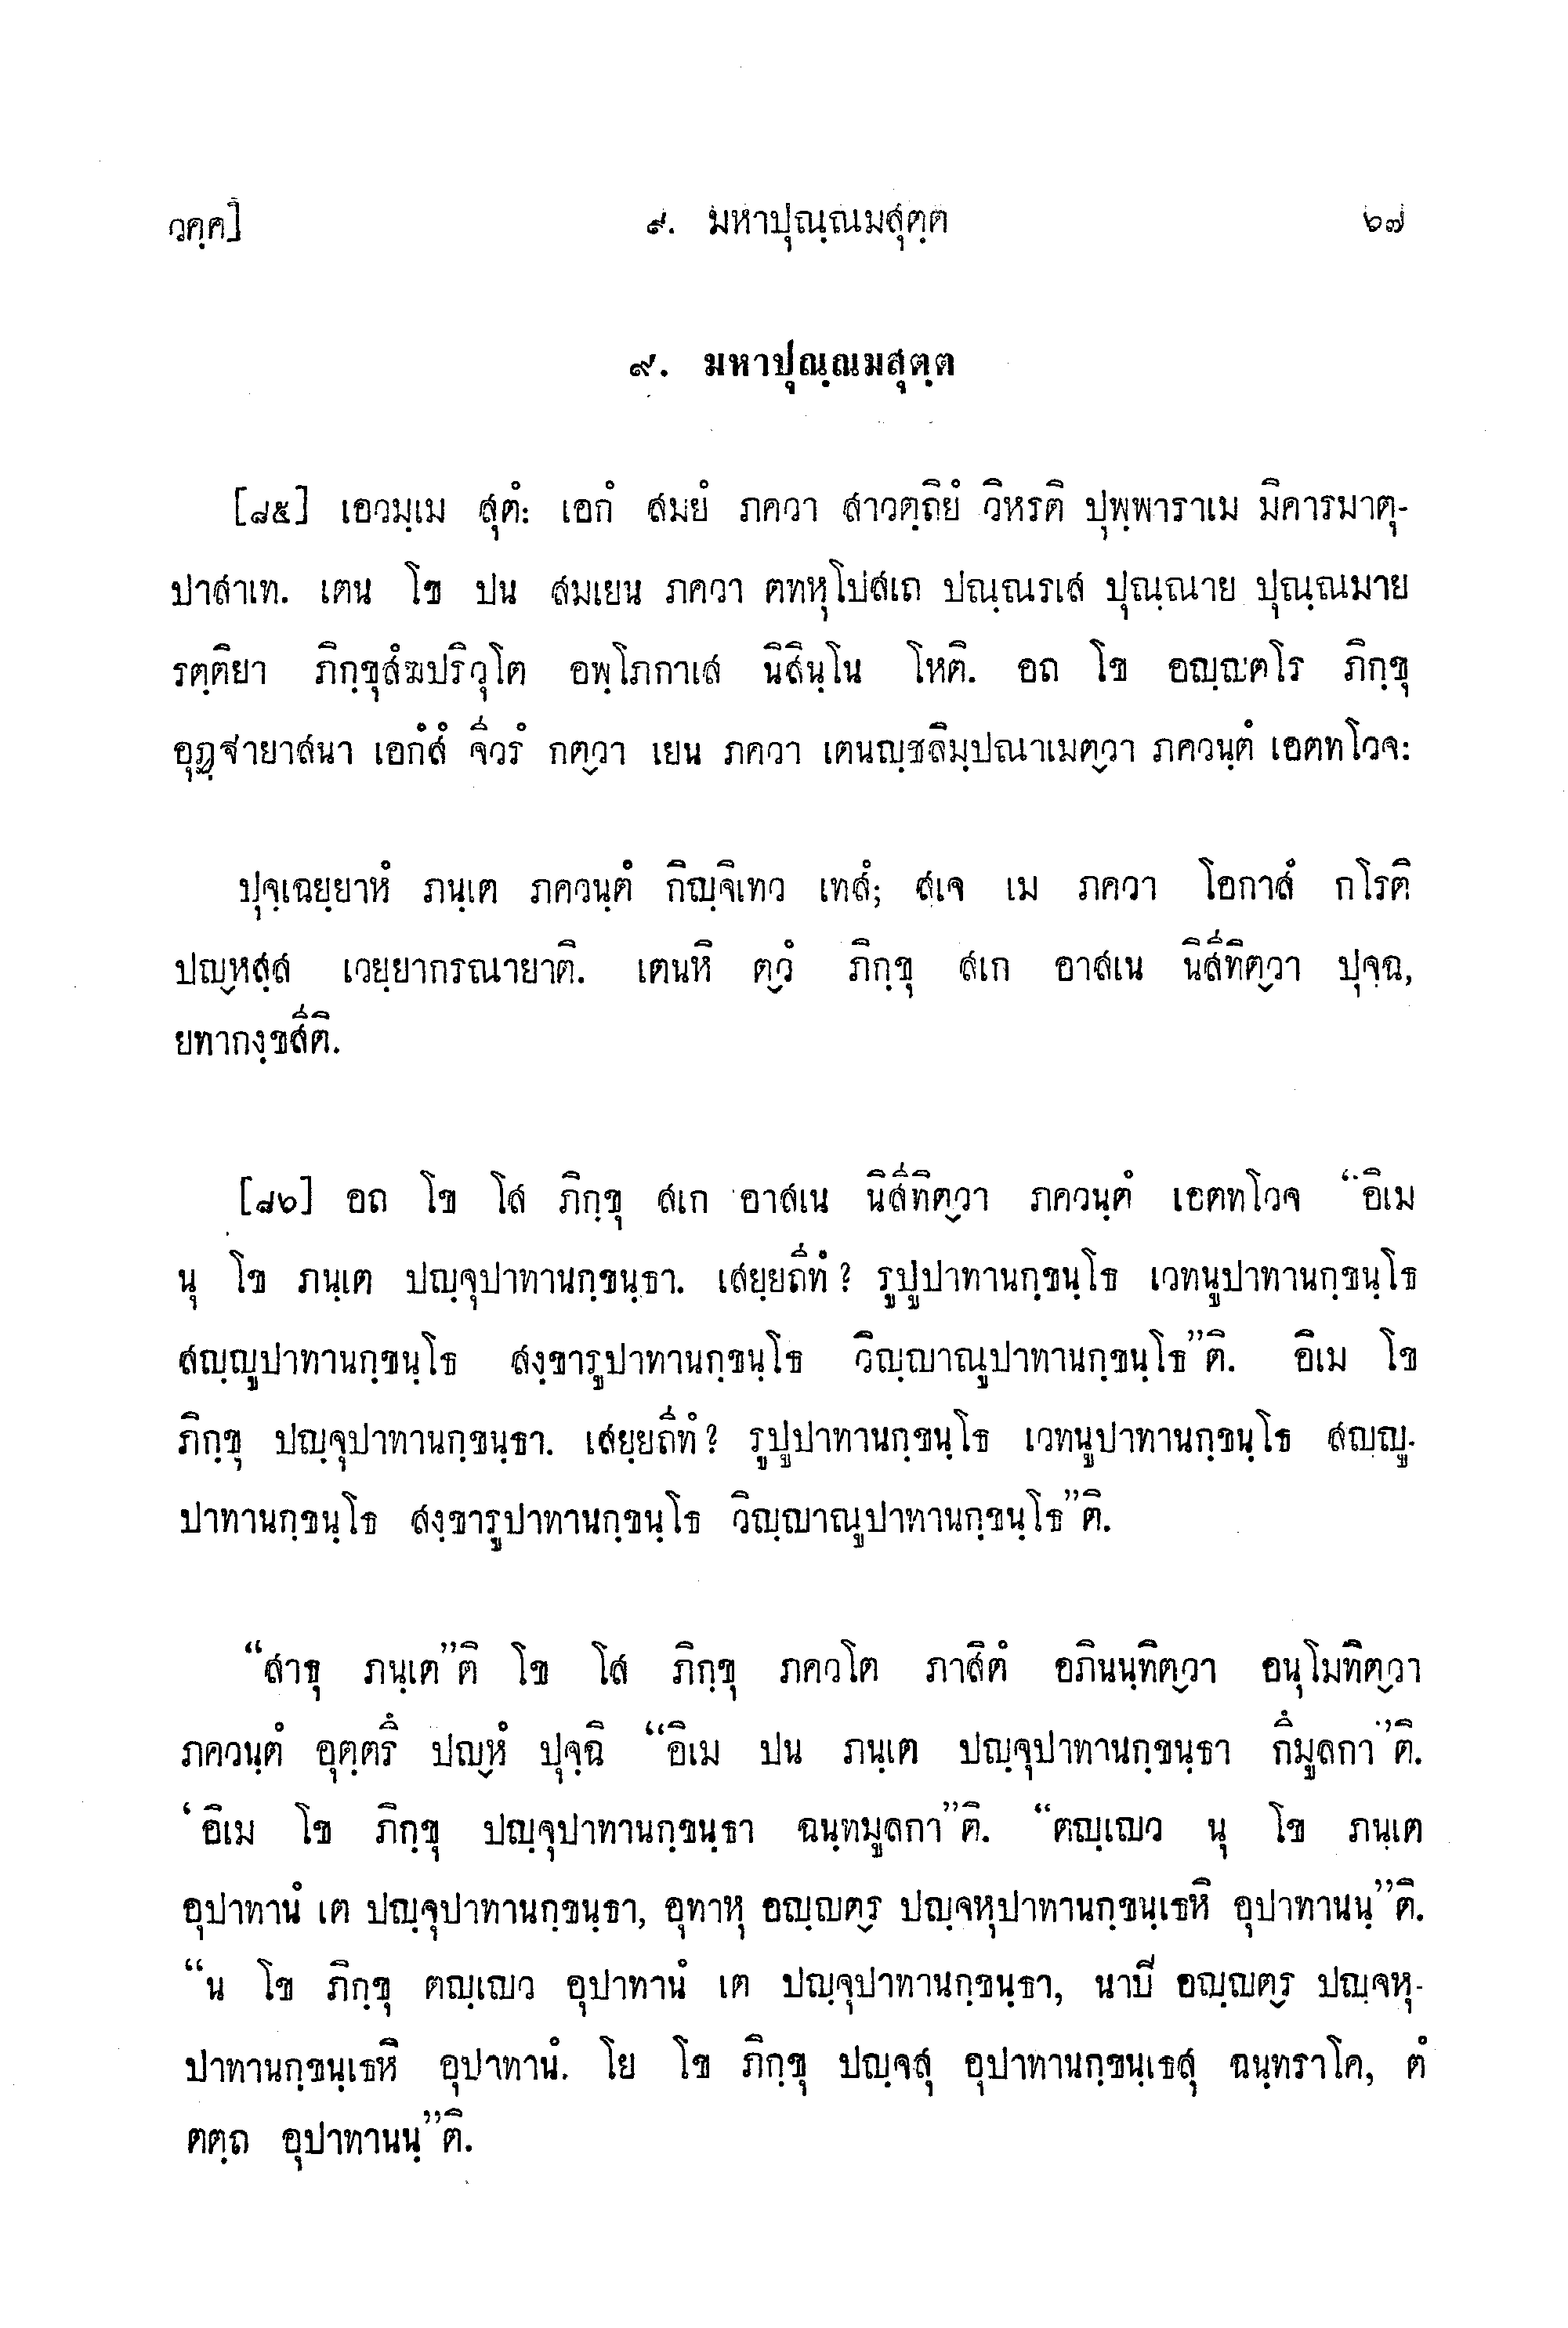 วคฺค]
๙. มหาปุณฺณมสุตฺต
๖๗
๙. มหาปุณฺณมสุตฺต
[๘๕] เอวมฺเม สุตํ: เอกํ สมยํ ภควา สาวตฺถิยํ วิหรติ ปุพฺพาราเม มิคารมาตุ-
ปาสาเท. เตน โข ปน สมเยน ภควา ตทหุโปสเถ ปณฺณรเส ปุณฺณาย ปุณฺณมาย
รตฺติยา ภิกฺขุสํฆปริวุโต อพฺโภกาเส นิสินฺโน โหติ. อถ โข อญฺญตโร ภิกฺขุ
อุฏฺฐายาสนา เอกํสํ จีวรํ กตฺวา เยน ภควา เตนญฺชลิมฺปณาเมตฺวา ภควนฺตํ เอตทโวจ:
ปุจฺเฉยฺยาหํ ภนฺเต ภควนฺตํ กิญฺจิเทว เทสํ; สเจ เม ภควา โอกาสํ กโรติ
ปญฺหสฺส เวยฺยากรณายาติ. เตนหิ ตฺวํ ภิกฺขุ สเก อาสเน นิสีทิตฺวา ปุจฺฉ,
ยทากงฺขสีติ.
[๘๖] อถ โข โส ภิกฺขุ สเก อาสเน นิสีทิตฺวา ภควนฺตํ เอตทโวจ “อิเม
นุ โข ภนฺเต ปญฺจุปาทานกฺขนฺธา. เสยฺยถีทํ? รูปูปาทานกฺขนฺโธ เวทนูปาทานกฺขนฺโธ
สญฺญูปาทานกฺขนฺโธ สงฺขารูปาทานกฺขนฺโธ วิญฺญาณูปาทานกฺขนฺโธ”ติ. อิเม โข
ภิกฺขุ ปญฺจุปาทานกฺขนฺธา. เสยฺยถีทํ? รูปูปาทานกฺขนฺโธ เวทนูปาทานกฺขนฺโธ สญฺญู-
ปาทานกฺขนฺโธ สงฺขารูปาทานกฺขนฺโธ วิญฺญาณูปาทานกฺขนฺโธ”ติ.
“สาธุ ภนฺเต”ติ โข โส ภิกฺขุ ภควโต ภาสิตํ อภินนฺทิตฺวา อนุโมทิตฺวา
ภควนฺตํ อุตฺตรึ ปญฺหํ ปุจฺฉิ “อิเม ปน ภนฺเต ปญฺจุปาทานกฺขนฺธา กึมูลกา”ติ.
‘อิเม โข ภิกฺขุ ปญฺจุปาทานกฺขนฺธา ฉนฺทมูลกา”ติ. “ตญฺเญว นุ โข ภนฺเต
อุปาทานํ เต ปญฺจุปาทานกฺขนฺธา, อุทาหุ อญฺญตฺร ปญฺจหุปาทานกฺขนฺเธหิ อุปาทานนฺ”ติ.
“น โข ภิกฺขุ ตญฺเญว อุปาทานํ เต ปญฺจุปาทานกฺขนฺธา, นาปิ อญฺญตฺร ปญฺจหุ-
ปาทานกฺขนฺเธหิ อุปาทานํ. โย โข ภิกฺขุ ปญฺจสุ อุปาทานกฺขนฺเธสุ ฉนฺทราโค, ตํ
ตตฺถ อุปาทานนฺ”ติ.